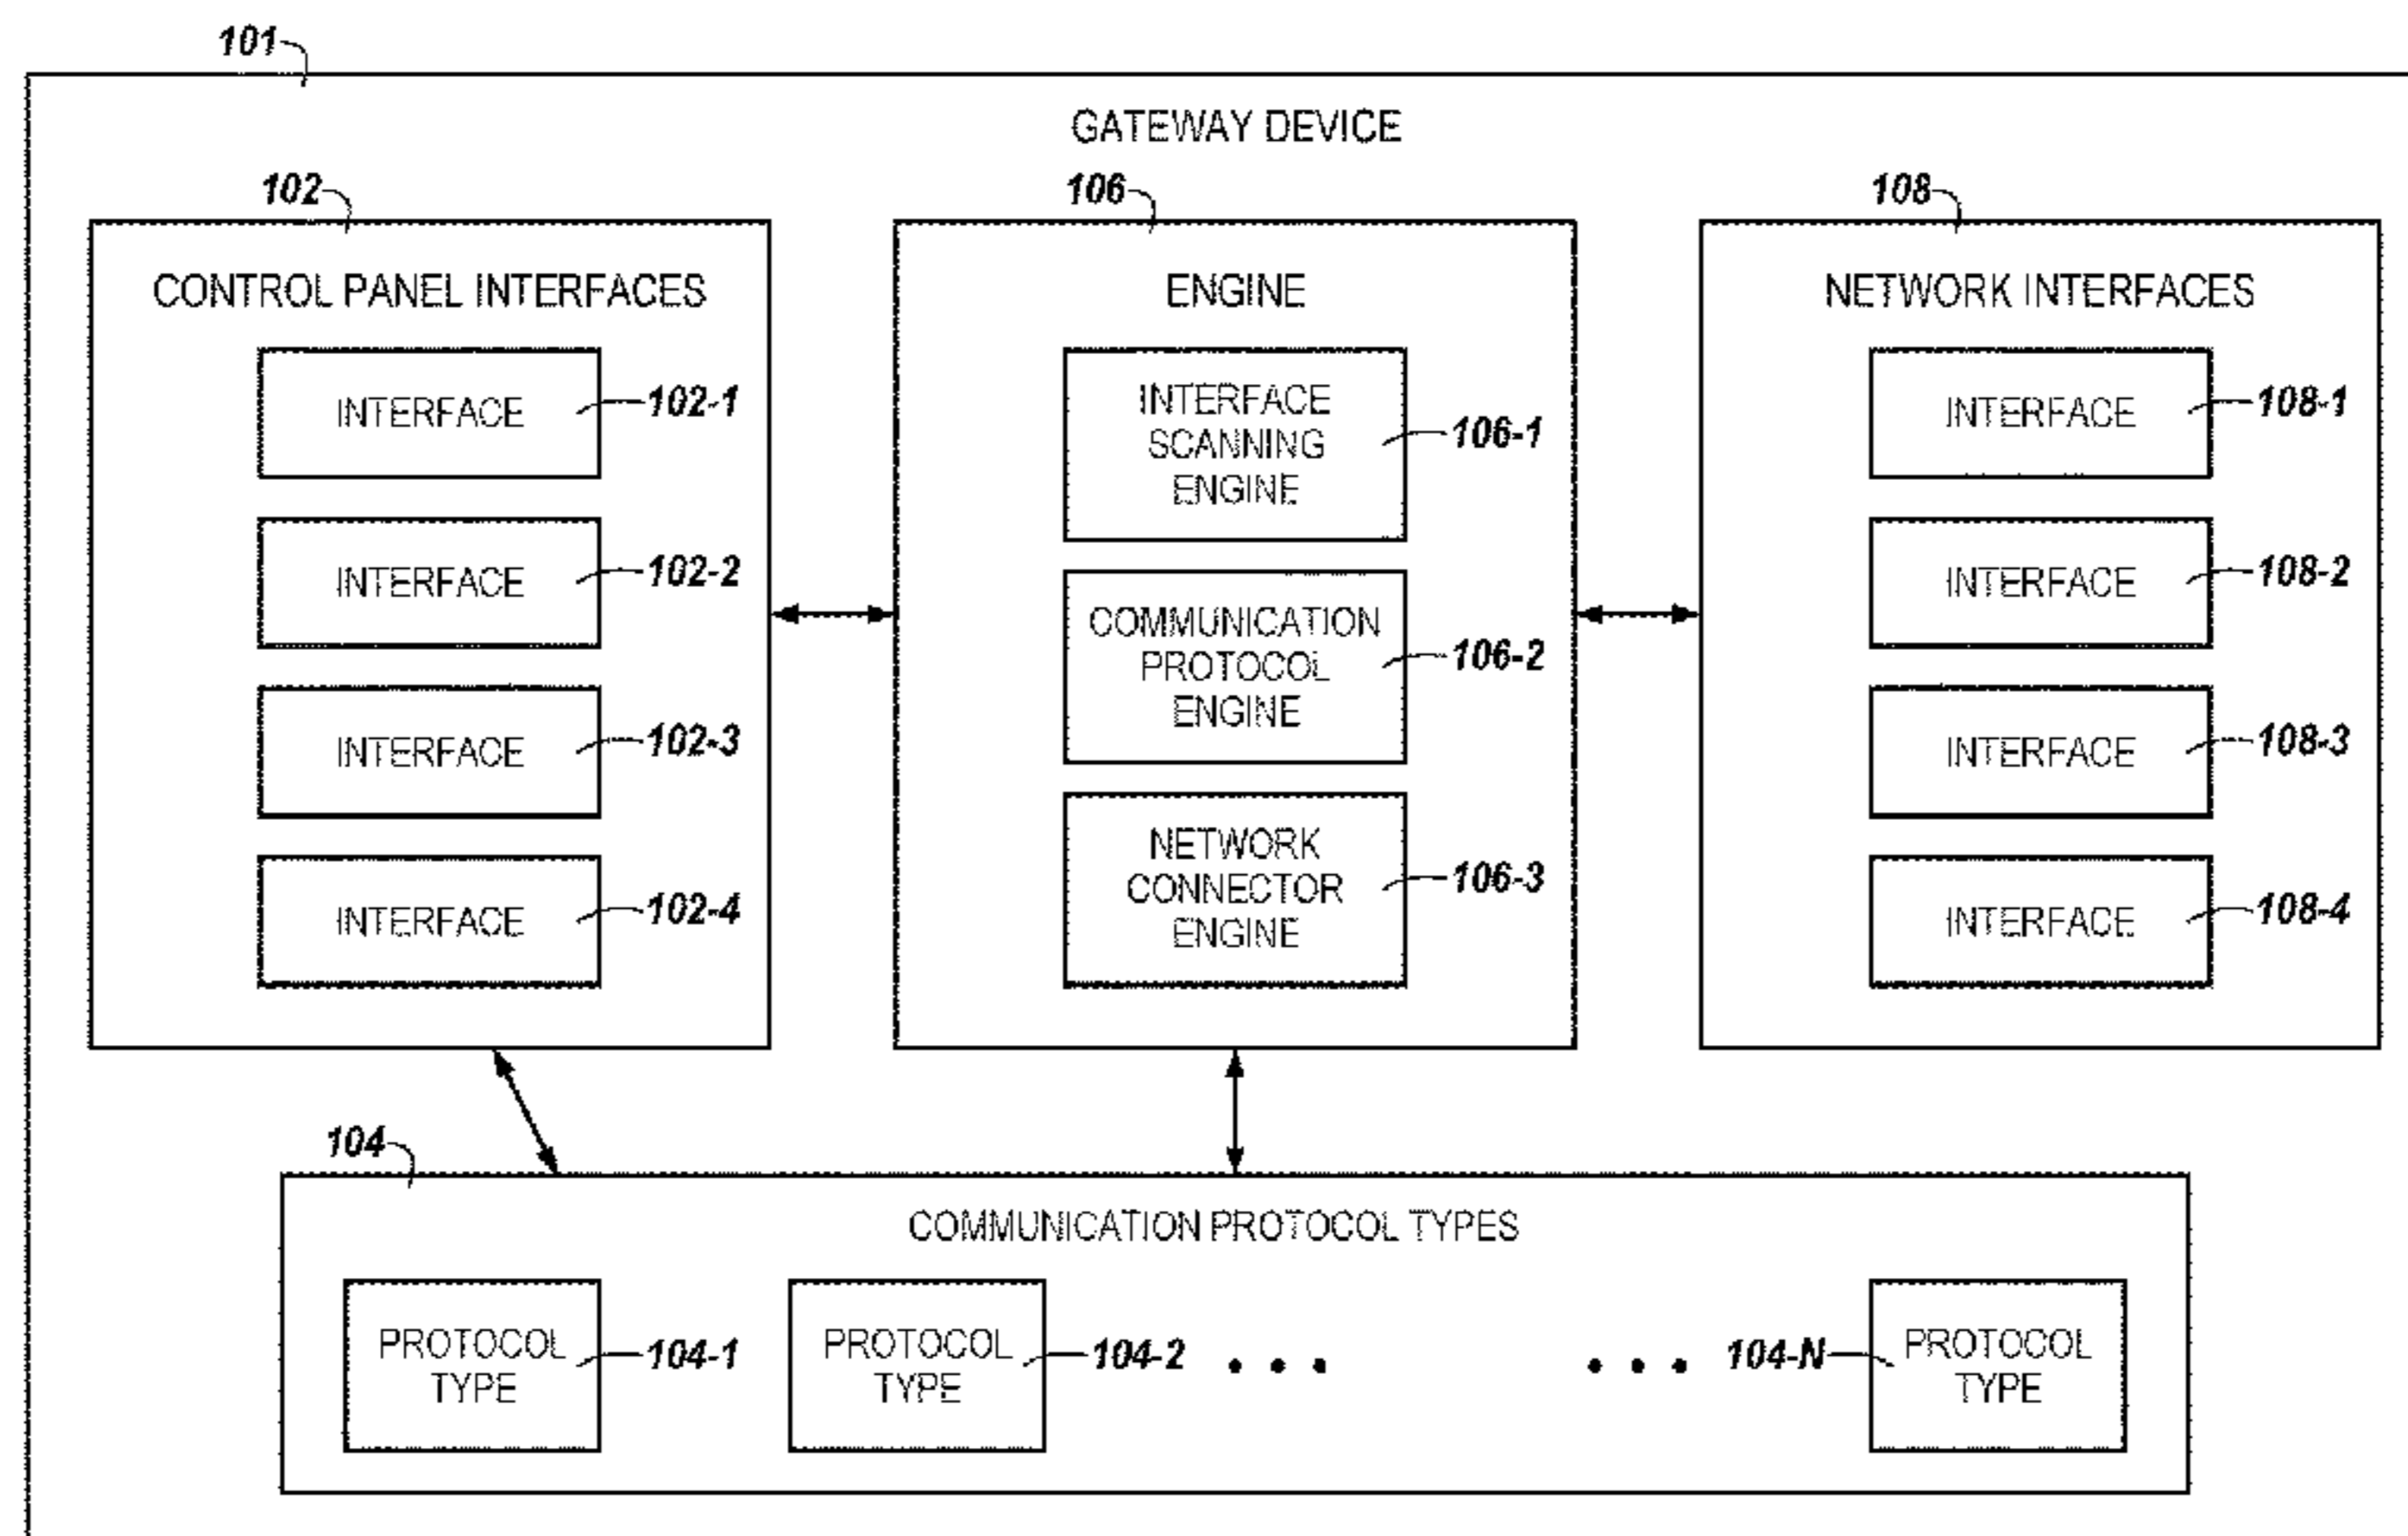 101
GATEWAY DEVICE
102
CONTROL PANEL INTERFACES
INTERFACE
102-1
INTERFACE
102-2
INTERFACE
102-3
INTERFACE
102-4
106
ENGINE
INTERFACE
SCANNING
ENGINE
106-1
COMMUNICATION
PROTOCOL
ENGINE
106-2
NETWORK
CONNECTOR
ENGINE
106-3
108
NETWORK INTERFACES
INTERFACE
108-1
INTERFACE
108-2
INTERFACE
108-3
INTERFACE
108-4
104
COMMUNICATION PROTOCOL TYPES
PROTOCOL
TYPE
104-1
PROTOCOL
TYPE
104-2
• • •
• • •
104-N
PROTOCOL
TYPE